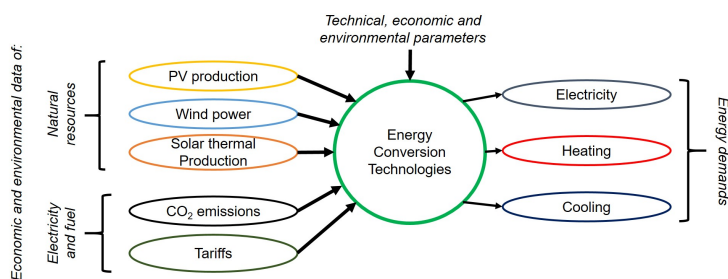 Technical, economic and
environmental parameters
Economic and environmental data of:
Natural
resources
PV production
Wind power
Solar thermal
Production
Electricity
and fuel
CO₂ emissions
Tariffs
Energy
Conversion
Technologies
Electricity
Heating
Cooling
Energy demands